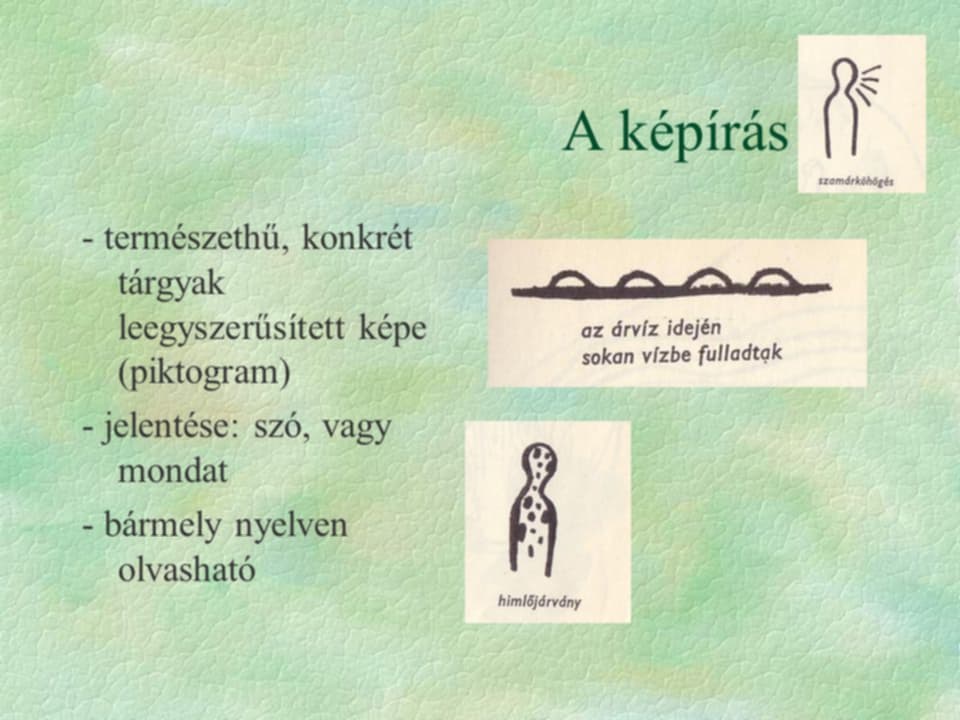 A képírás
szamárköhögés
- természethű, konkrét
tárgyak
leegyszerűsített képe
(piktogram)
- jelentése: szó, vagy
mondat
- bármely nyelven
olvasható
az árvíz idején
sokan vízbe fulladtak
himlőjárvány